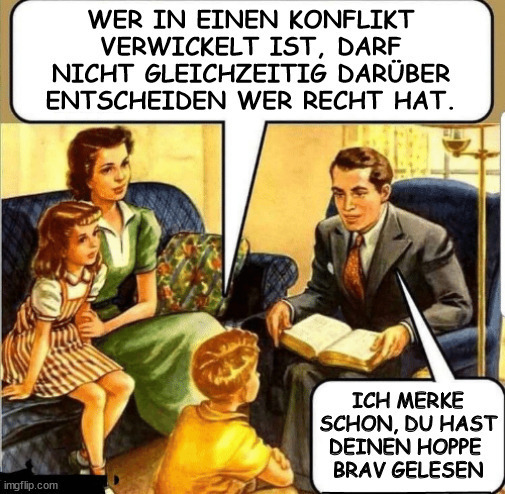 WER IN EINEN KONFLIKT
VERWICKELT IST, DARF
NICHT GLEICHZEITIG DARÜBER
ENTSCHEIDEN WER RECHT HAT.
ICH MERKE
SCHON, DU HAST
DEINEN HOPPE
BRAV GELESEN
imgflip.com